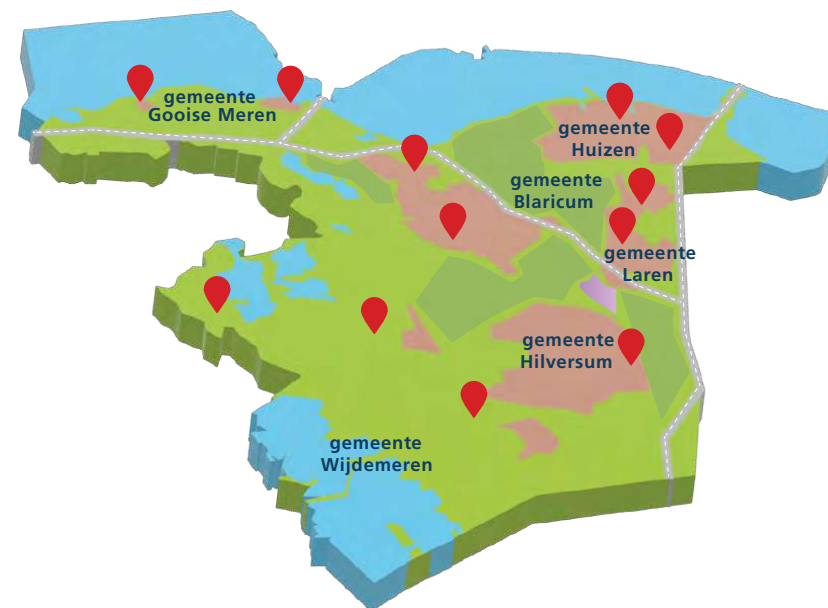 gemeente
Gooise Meren
gemeente
Huizen
gemeente
Blaricum
gemeente
Laren
gemeente
Hilversum
gemeente
Wijdemeren